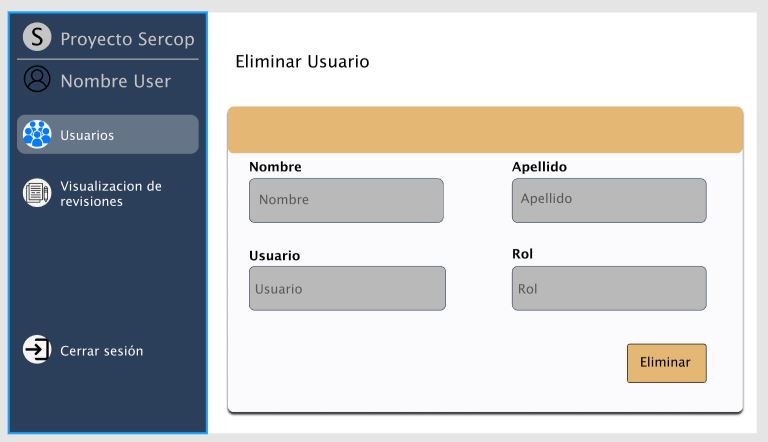 S Proyecto Sercop
Nombre User
Usuarios
Visualizacion de
revisiones
Cerrar sesión
Eliminar Usuario
Nombre Apellido
Nombre Apellido
Usuario Rol
Usuario Rol
Eliminar